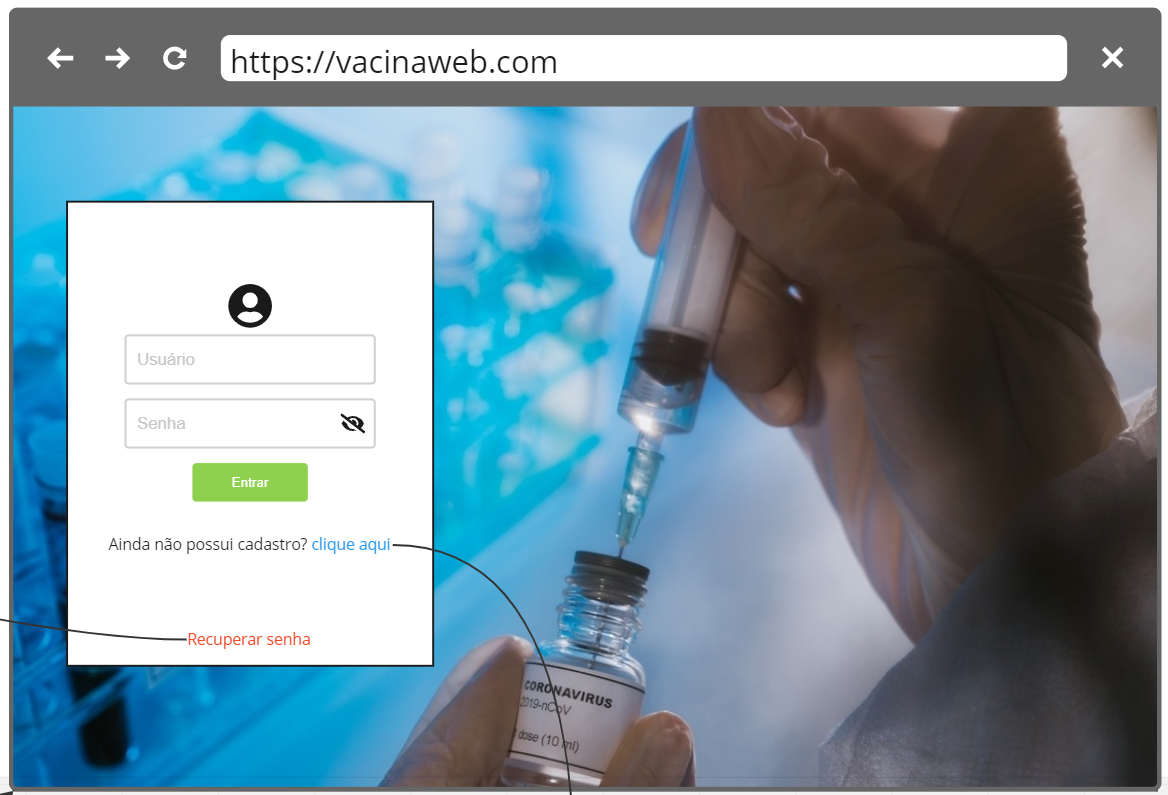 https://vacinaweb.com
Usuário
Senha
Entrar
Ainda não possui cadastro? clique aqui
Recuperar senha
CORONAVIRUS
2019-nCoV
dose (10 ml)